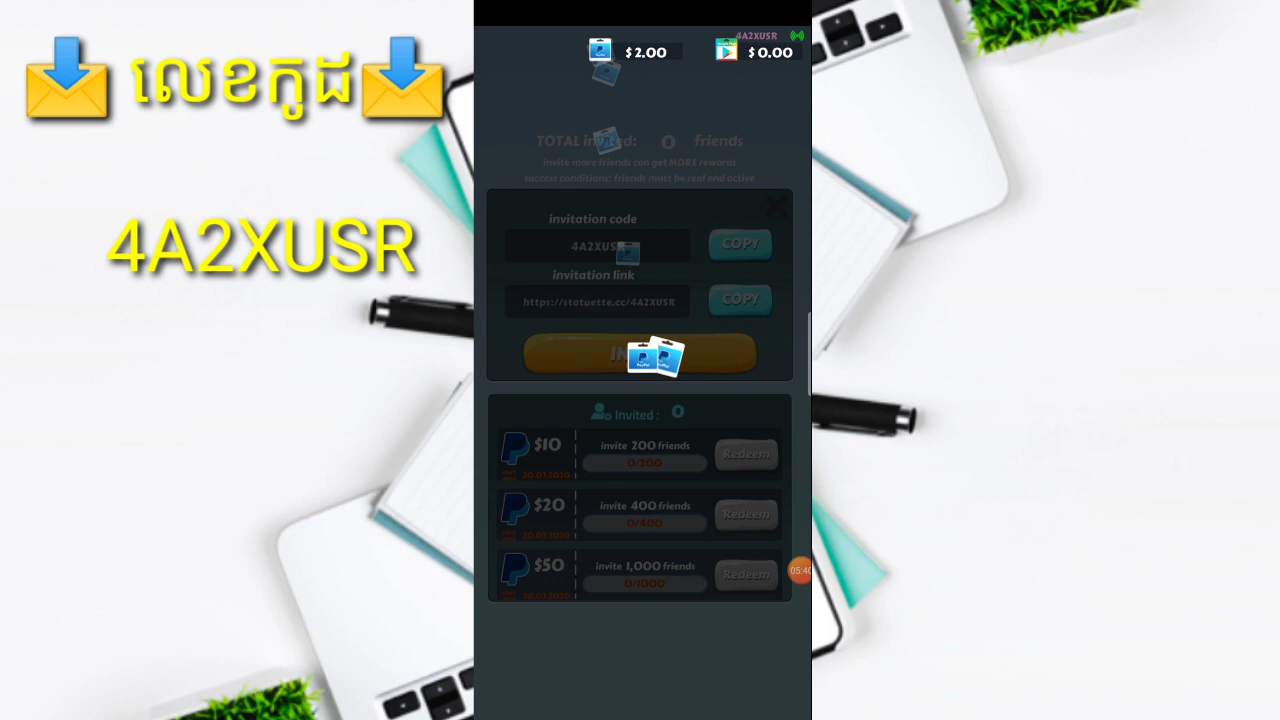 លេខកូដ
4A2XUSR
4A2XUSR
$2.00
$0.00
TOTAL invited: 0 friends
invite more friends can get MORE rewards
success conditions: friends must be real and active
invitation code
4A2XUSR
COPY
invitation link
https://statuette.cc/4A2XUSR
COPY
Invited : 0
$10
invite 200 friends
0/200
Redeem
$20
invite 400 friends
0/400
Redeem
$50
invite 1,000 friends
0/1000
Redeem
05:40